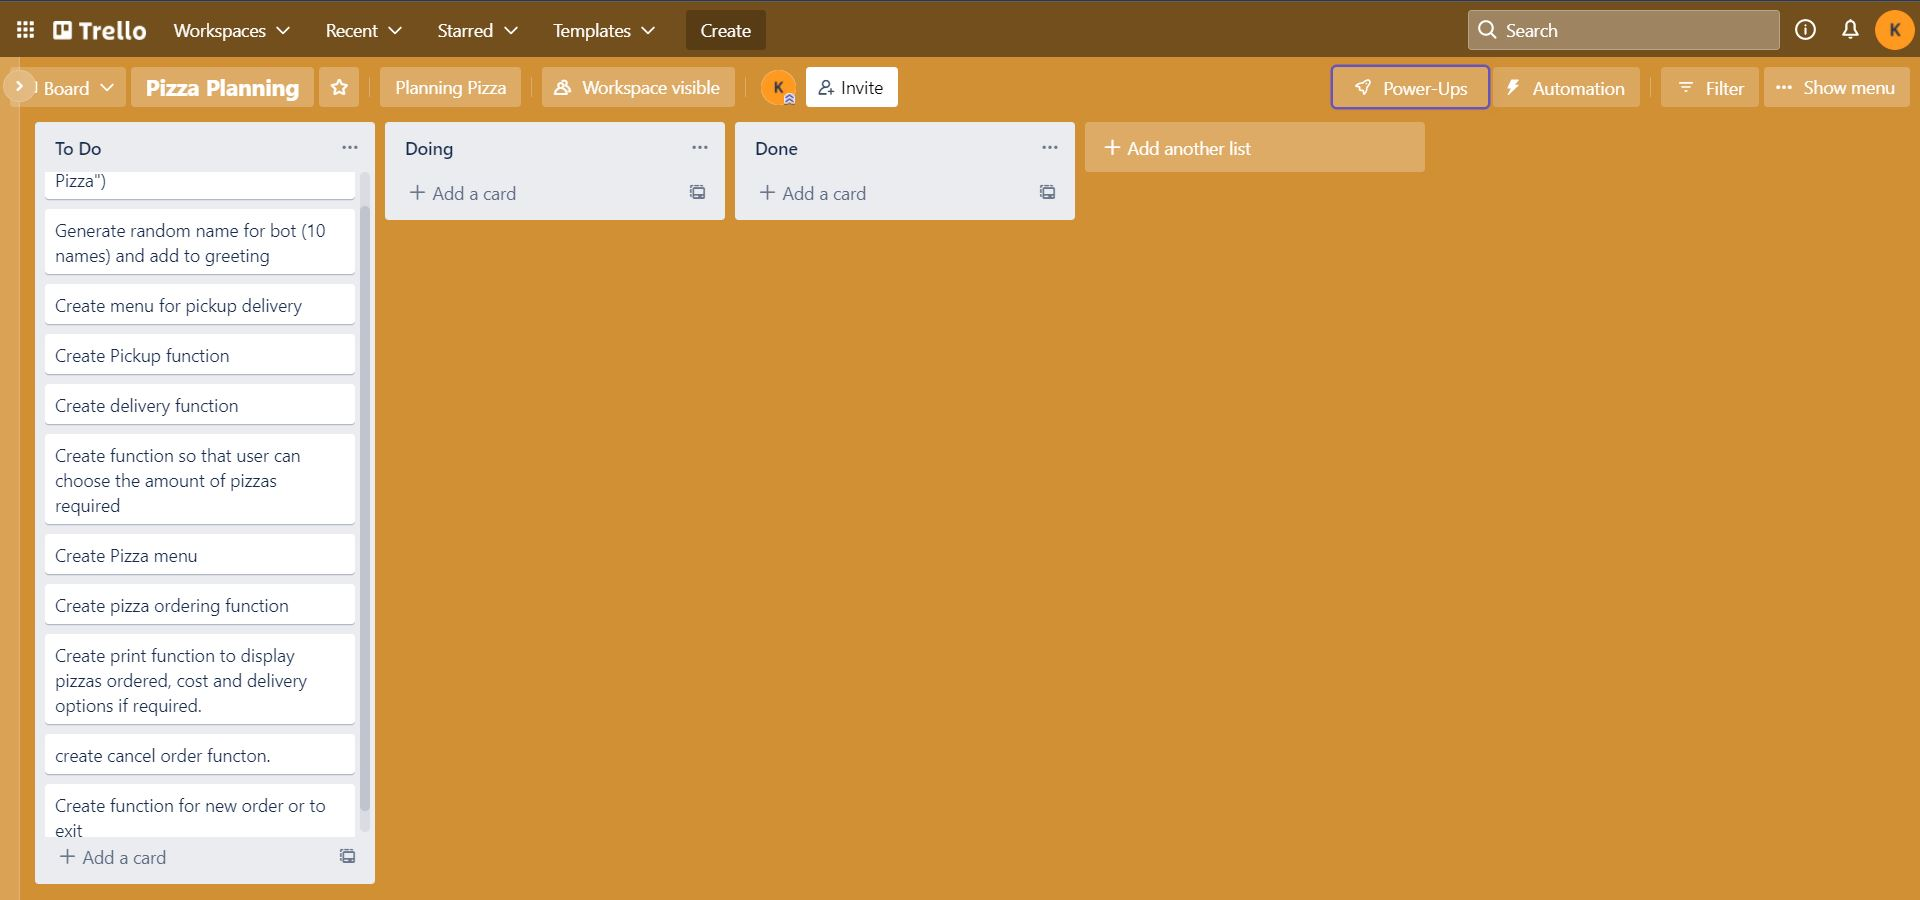 Trello
Workspaces
Recent
Starred
Templates
Create
Search
K
Board
Pizza Planning
Planning Pizza
Workspace visible
K
Invite
Power-Ups
Automation
Filter
Show menu
To Do
Pizza")
Generate random name for bot (10
names) and add to greeting
Create menu for pickup delivery
Create Pickup function
Create delivery function
Create function so that user can
choose the amount of pizzas
required
Create Pizza menu
Create pizza ordering function
Create print function to display
pizzas ordered, cost and delivery
options if required.
create cancel order functon.
Create function for new order or to
exit
+ Add a card
Doing
+ Add a card
Done
+ Add a card
+ Add another list